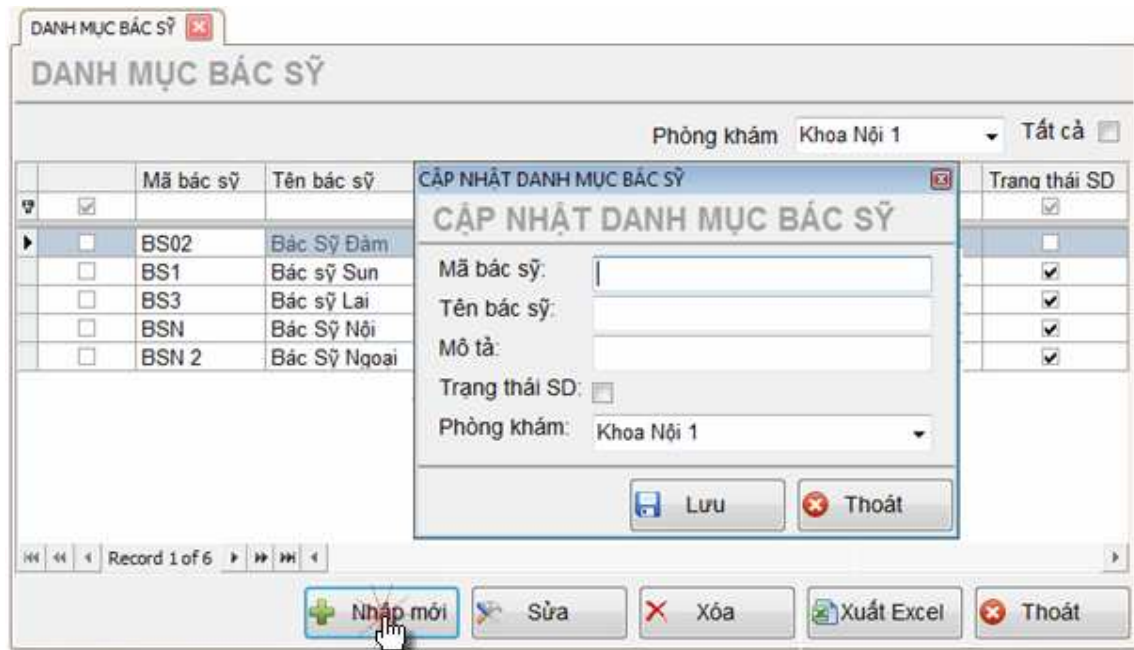 DANH MỤC BÁC SỸ
DANH MỤC BÁC SỸ
Phòng khám Khoa Nội 1 Tất cả
Mã bác sỹ Tên bác sỹ Trạng thái SD
BS02 Bác Sỹ Đàm
BS1 Bác sỹ Sun
BS3 Bác sỹ Lai
BSN Bác Sỹ Nội
BSN 2 Bác Sỹ Ngoại
CẬP NHẬT DANH MỤC BÁC SỸ
CẬP NHẬT DANH MỤC BÁC SỸ
Mã bác sỹ:
Tên bác sỹ:
Mô tả:
Trạng thái SD:
Phòng khám: Khoa Nội 1
Lưu Thoát
Record 1 of 6
Nhập mới Sửa Xóa Xuất Excel Thoát